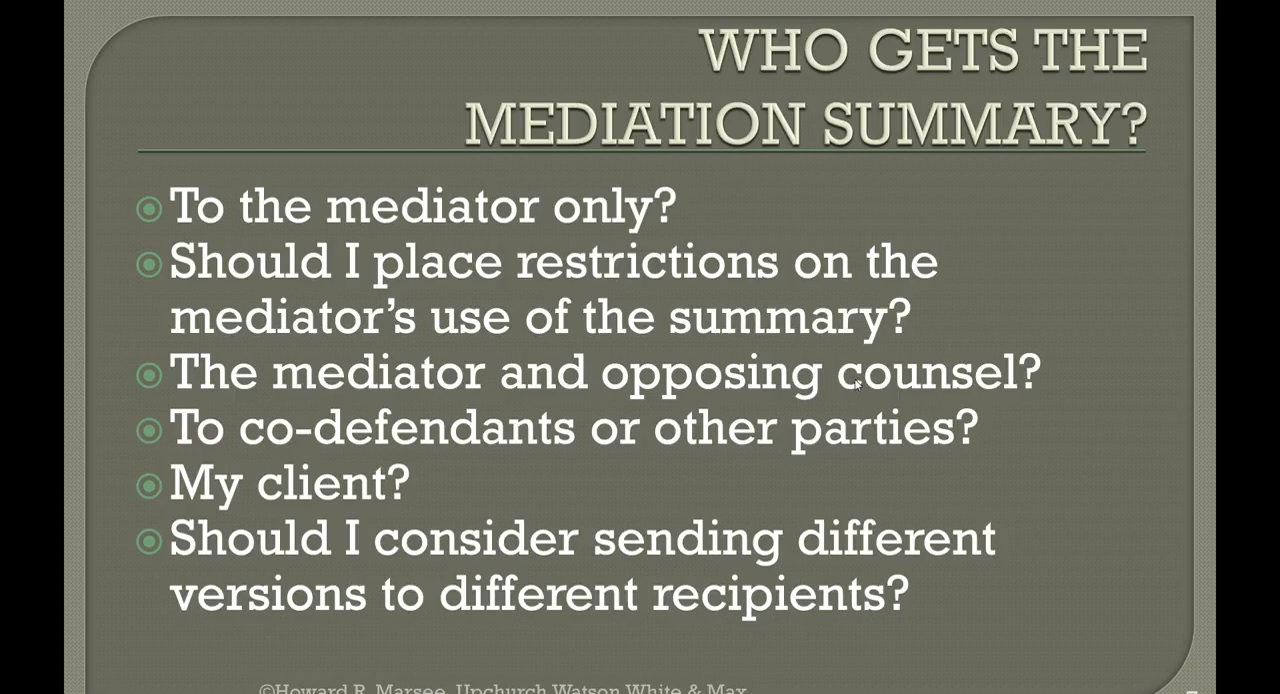 WHO GETS THE
MEDIATION SUMMARY?
To the mediator only?
Should I place restrictions on the
mediator’s use of the summary?
The mediator and opposing counsel?
To co-defendants or other parties?
My client?
Should I consider sending different
versions to different recipients?
©Howard R. Marsee, Upchurch Watson White & Max